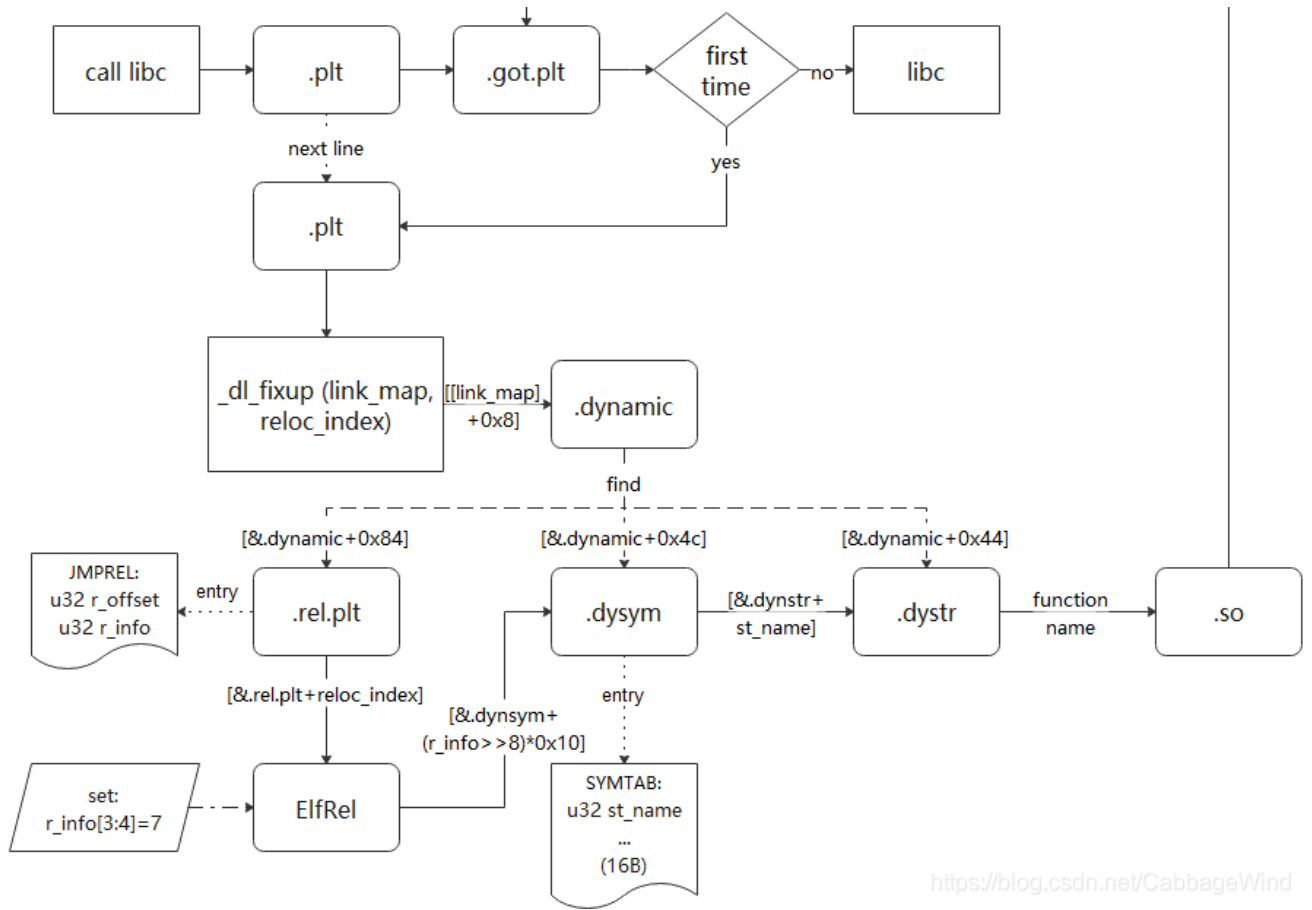 call libc
.plt
.got.plt
first
time
no
libc
next line
yes
.plt
_dl_fixup (link_map,
reloc_index)
[[link_map]
+0x8]
.dynamic
find
[&.dynamic+0x84]
[&.dynamic+0x4c]
[&.dynamic+0x44]
JMPREL:
u32 r_offset
u32 r_info
entry
.rel.plt
.dysym
[&.dynstr+
st_name]
.dystr
function
name
.so
[&.rel.plt+reloc_index]
entry
[&.dynsym+
(r_info>>8)*0x10]
set:
r_info[3:4]=7
ElfRel
SYMTAB:
u32 st_name
...
(16B)
https://blog.csdn.net/CabbageWind